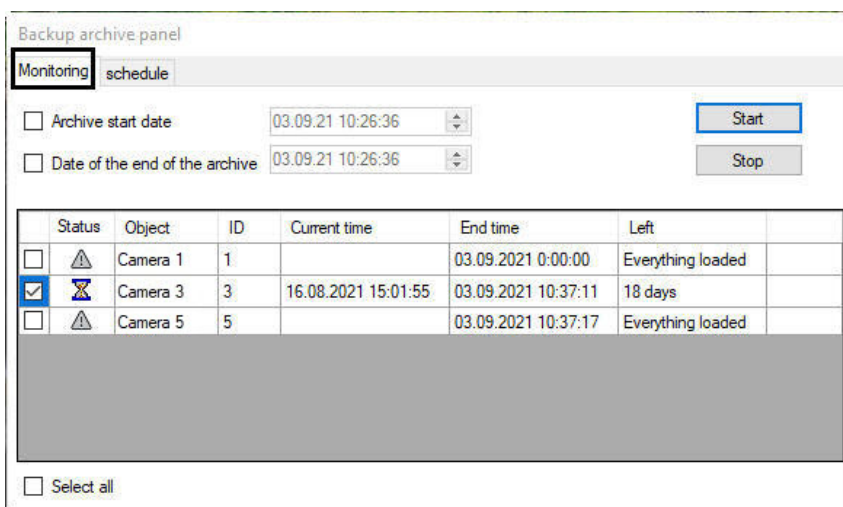 Backup archive panel
Monitoring schedule
Archive start date 03.09.21 10:26:36 Start
Date of the end of the archive 03.09.21 10:26:36 Stop
Status Object ID Current time End time Left
Camera 1 1 03.09.2021 0:00:00 Everything loaded
Camera 3 3 16.08.2021 15:01:55 03.09.2021 10:37:11 18 days
Camera 5 5 03.09.2021 10:37:17 Everything loaded
Select all